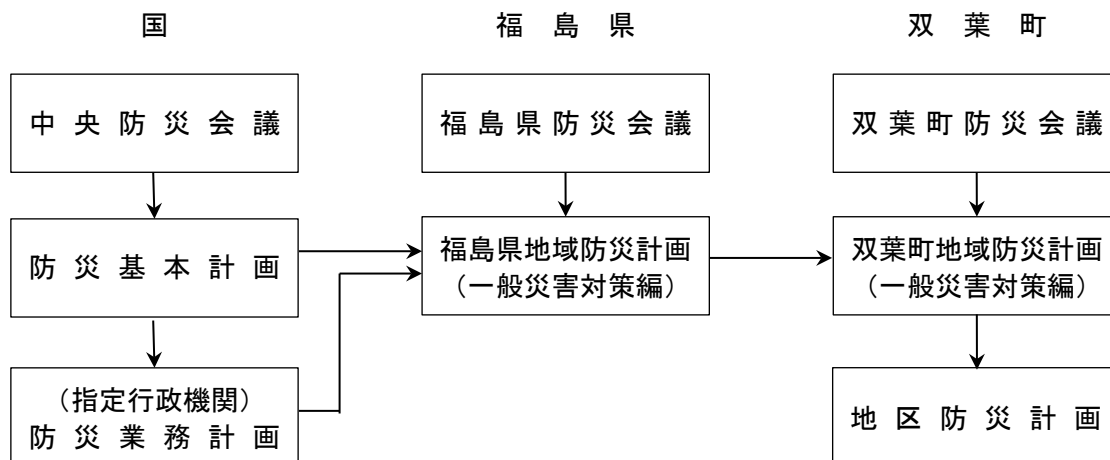 国
福島県
双葉町
中央防災会議
福島県防災会議
双葉町防災会議
防災基本計画
福島県地域防災計画
（一般災害対策編）
双葉町地域防災計画
（一般災害対策編）
（指定行政機関）
防災業務計画
地区防災計画